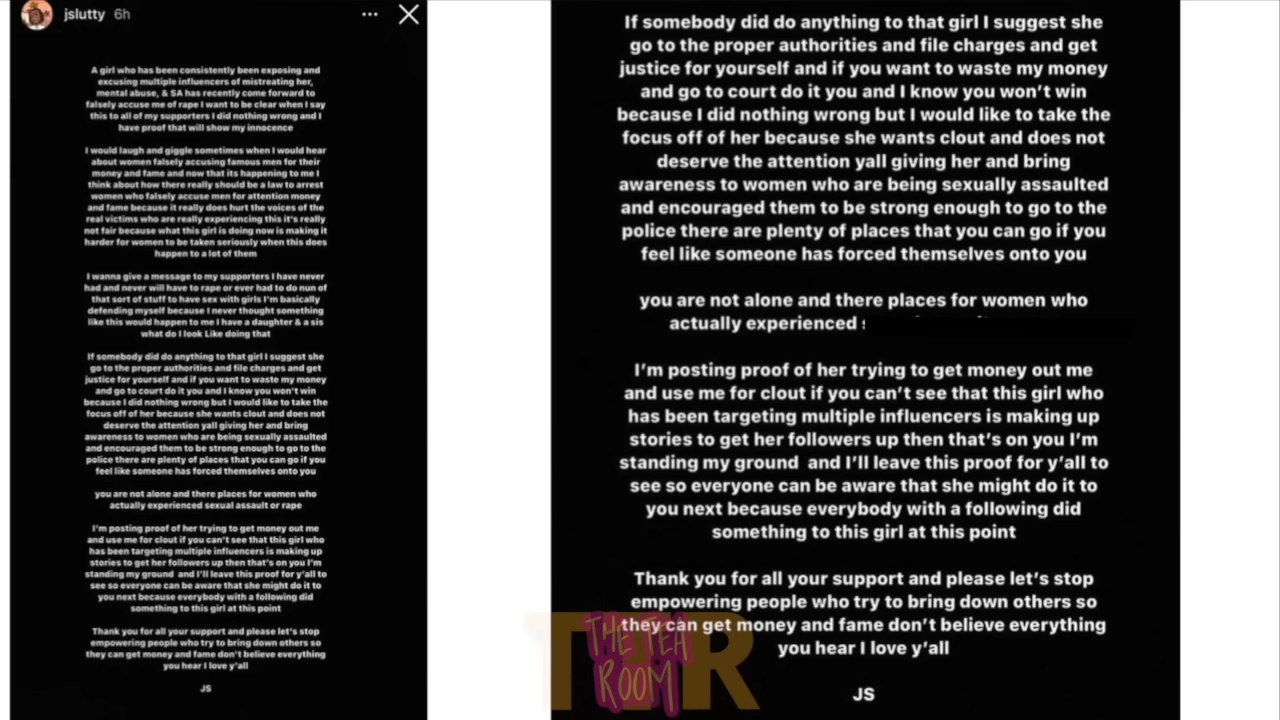 jslutty 6h
A girl who has been consistently been exposing and
excusing multiple influencers of mistreating her,
mental abuse, & SA has recently come forward to
falsely accuse me of rape I want to be clear when I say
this to all of my supporters I did nothing wrong and I
have proof that will show my innocence
I would laugh and giggle sometimes when I would hear
about women falsely accusing famous men for their
money and fame and now that its happening to me I
think about how there really should be a law to arrest
women who falsely accuse men for attention money
and fame because it really does hurt the voices of the
real victims who are really experiencing this it's really
not fair because what this girl is doing now is making it
harder for women to be taken seriously when this does
happen to a lot of them
I wanna give a message to my supporters I have never
had and never will have to rape or ever had to do nun of
that sort of stuff to have sex with girls I'm basically
defending myself because I never thought something
like this would happen to me I have a daughter & a sis
what do I look Like doing that
If somebody did do anything to that girl I suggest she
go to the proper authorities and file charges and get
justice for yourself and if you want to waste my money
and go to court do it you and I know you won't win
because I did nothing wrong but I would like to take the
focus off of her because she wants clout and does not
deserve the attention yall giving her and bring
awareness to women who are being sexually assaulted
and encouraged them to be strong enough to go to the
police there are plenty of places that you can go if you
feel like someone has forced themselves onto you
you are not alone and there places for women who
actually experienced sexual assault or rape
I'm posting proof of her trying to get money out me
and use me for clout if you can't see that this girl who
has been targeting multiple influencers is making up
stories to get her followers up then that's on you I'm
standing my ground and I'll leave this proof for y'all to
see so everyone can be aware that she might do it to
you next because everybody with a following did
something to this girl at this point
Thank you for all your support and please let's stop
empowering people who try to bring down others so
they can get money and fame don't believe everything
you hear I love y'all
JS
If somebody did do anything to that girl I suggest she
go to the proper authorities and file charges and get
justice for yourself and if you want to waste my money
and go to court do it you and I know you won't win
because I did nothing wrong but I would like to take the
focus off of her because she wants clout and does not
deserve the attention yall giving her and bring
awareness to women who are being sexually assaulted
and encouraged them to be strong enough to go to the
police there are plenty of places that you can go if you
feel like someone has forced themselves onto you
you are not alone and there places for women who
actually experienced
I'm posting proof of her trying to get money out me
and use me for clout if you can't see that this girl who
has been targeting multiple influencers is making up
stories to get her followers up then that's on you I'm
standing my ground and I'll leave this proof for y'all to
see so everyone can be aware that she might do it to
you next because everybody with a following did
something to this girl at this point
Thank you for all your support and please let's stop
empowering people who try to bring down others so
they can get money and fame don't believe everything
you hear I love y'all
JS
TTR
THE TEA
ROOM